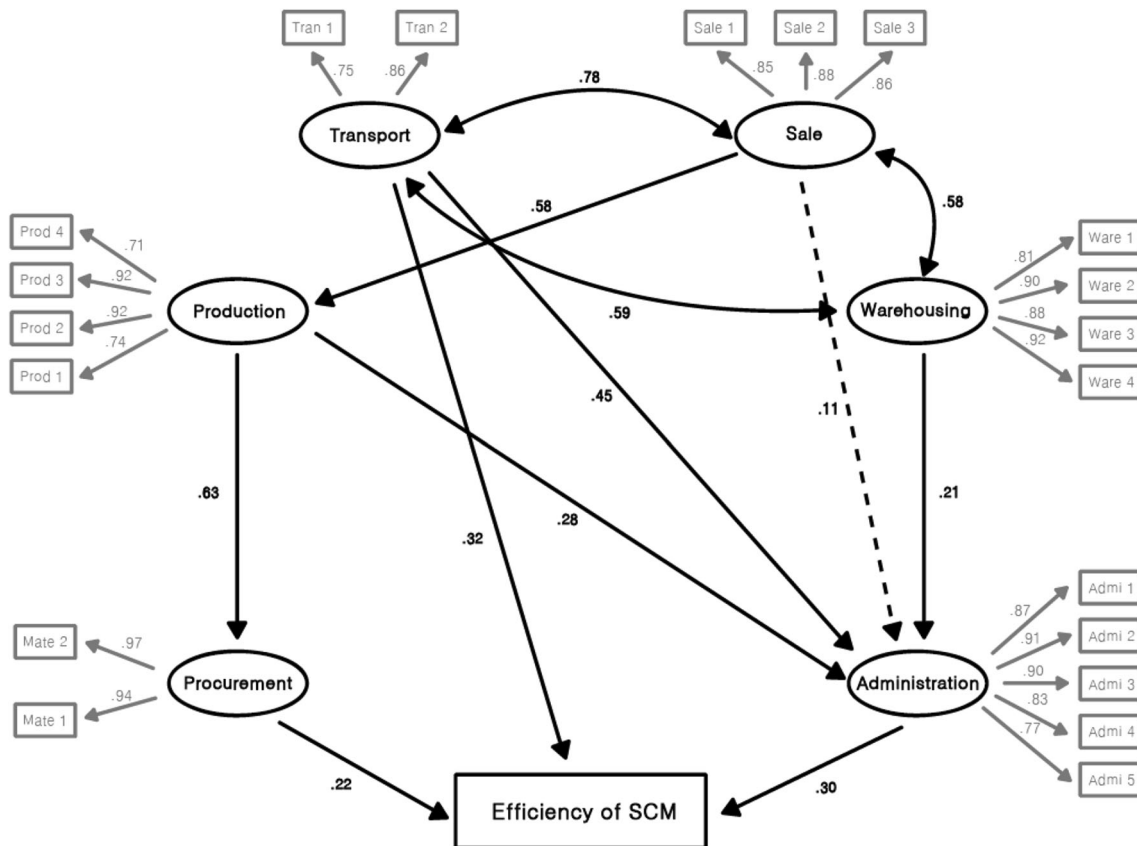 Tran 1
Tran 2
Sale 1
Sale 2
Sale 3
.75
.86
.85
.88
.86
.78
Transport
Sale
.58
.58
Prod 4
.71
Prod 3
.92
Prod 2
.92
Prod 1
.74
Production
.59
Warehousing
.81
Ware 1
.90
Ware 2
.88
Ware 3
.92
Ware 4
.45
.11
.63
.28
.32
.21
Mate 2
.97
Mate 1
.94
Procurement
Administration
.87
Admi 1
.91
Admi 2
.90
Admi 3
.83
Admi 4
.77
Admi 5
.22
.30
Efficiency of SCM